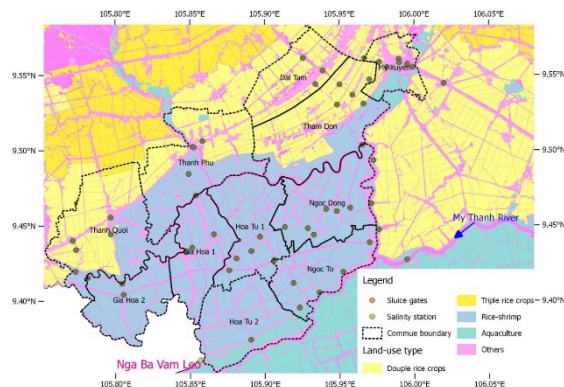 105.80°E 105.85°E 105.90°E 105.95°E 106.00°E 106.05°E
9.55°N 9.55°N
Dai Tam My Xuyen
Tham Don
9.50°N 9.50°N
Thanh Phu
Ngoc Dong
Thanh Quoi Hoa Tu 1 My Thanh River
9.45°N 9.45°N
Gia Hoa 1
Ngoc To
Gia Hoa 2
9.40°N 9.40°N
Hoa Tu 2
Nga Ba Vam Leo
Legend
Sluice gates
Salinity station
Commue boundary
Land-use type
Douple rice crops
Triple rice crops
Rice-shrimp
Aquaculture
Others
105.80°E 105.85°E 105.90°E 105.95°E 106.00°E 106.05°E